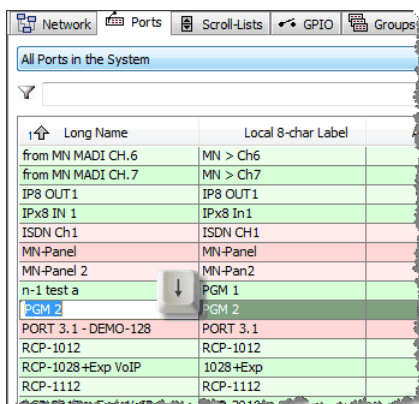 Network Ports Scroll-Lists GPIO Groups
All Ports in the System
1 Long Name Local 8-char Label
from MN MADI CH.6 MN > Ch6
from MN MADI CH.7 MN > Ch7
IP8 OUT1 IP8 OUT1
IPx8 IN 1 IPx8 In1
ISDN Ch1 ISDN CH1
MN-Panel MN-Panel
MN-Panel 2 MN-Pan2
n-1 test a PGM 1
PGM 2 PGM 2
PORT 3.1 - DEMO-128 PORT 3.1
RCP-1012 RCP-1012
RCP-1028+Exp VoIP 1028+Exp
RCP-1112 RCP-1112